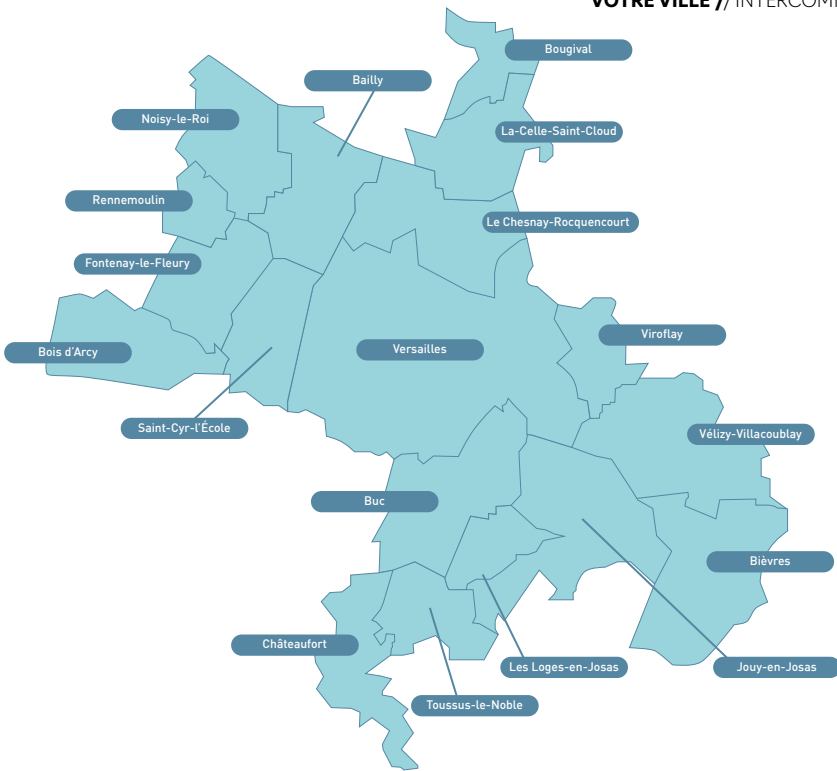 VOTRE VILLE // INTERCOM
Bougival
Bailly
Noisy-le-Roi
La-Celle-Saint-Cloud
Rennemoulin
Le Chesnay-Rocquencourt
Fontenay-le-Fleury
Viroflay
Bois d'Arcy
Versailles
Saint-Cyr-l'École
Vélizy-Villacoublay
Buc
Bièvres
Châteaufort
Les Loges-en-Josas
Jouy-en-Josas
Toussus-le-Noble